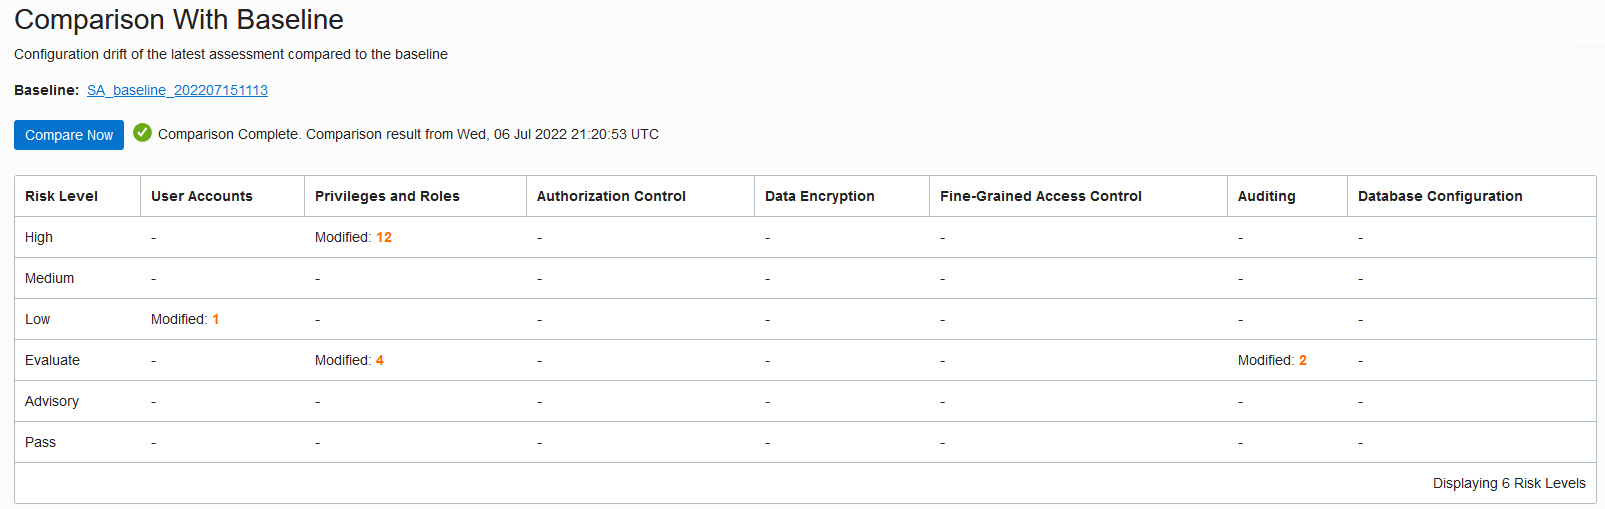 Comparison With Baseline
Configuration drift of the latest assessment compared to the baseline
Baseline: SA_baseline_202207151113
Compare Now Comparison Complete. Comparison result from Wed, 06 Jul 2022 21:20:53 UTC
Risk Level User Accounts Privileges and Roles Authorization Control Data Encryption Fine-Grained Access Control Auditing Database Configuration
High - Modified: 12 - - - - -
Medium - - - - - - -
Low Modified: 1 - - - - - -
Evaluate - Modified: 4 - - - Modified: 2 -
Advisory - - - - - - -
Pass - - - - - - -
Displaying 6 Risk Levels